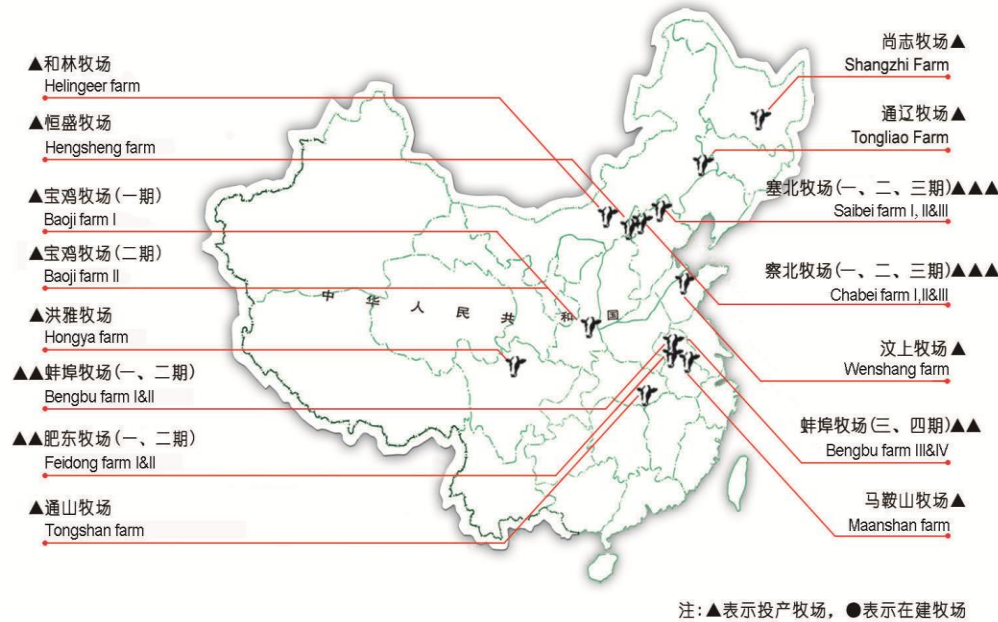 ▲和林牧场
Helingeer farm
▲恒盛牧场
Hengsheng farm
▲宝鸡牧场(一期)
Baoji farm I
▲宝鸡牧场(二期)
Baoji farm II
▲洪雅牧场
Hongya farm
▲▲蚌埠牧场(一、二期)
Bengbu farm I&II
▲▲肥东牧场(一、二期)
Feidong farm I&II
▲通山牧场
Tongshan farm
中华人民共和国
尚志牧场▲
Shangzhi Farm
通辽牧场▲
Tongliao Farm
塞北牧场(一、二、三期)▲▲▲
Saibei farm I, II&III
察北牧场(一、二、三期)▲▲▲
Chabei farm I,II&III
汶上牧场▲
Wenshang farm
蚌埠牧场(三、四期)▲▲
Bengbu farm III&IV
马鞍山牧场▲
Maanshan farm
注:▲表示投产牧场，●表示在建牧场